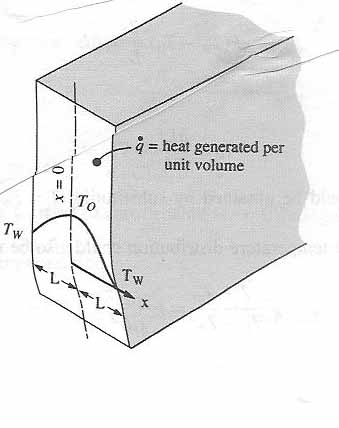 q̇ = heat generated per
unit volume
x = 0
T_O
T_W
T_W
L
L
x